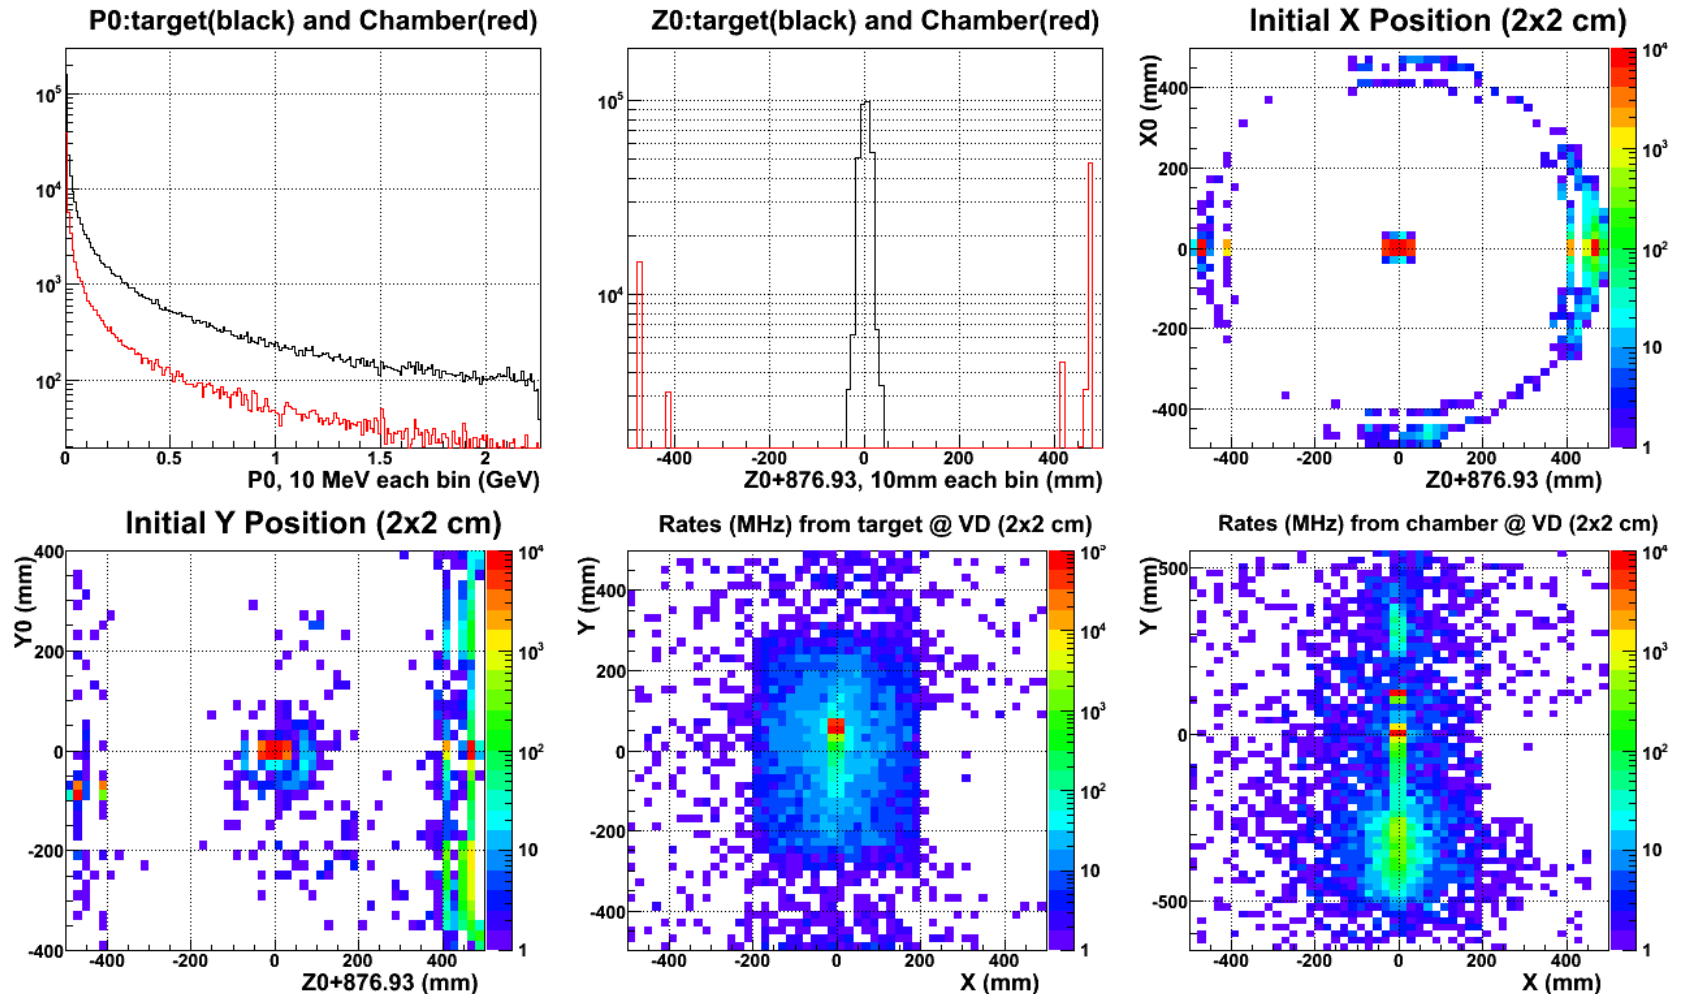 P0:target(black) and Chamber(red)
10⁵
10⁴
10³
10²
0 0.5 1 1.5 2
P0, 10 MeV each bin (GeV)
Z0:target(black) and Chamber(red)
10⁵
10⁴
-400 -200 0 200 400
Z0+876.93, 10mm each bin (mm)
Initial X Position (2x2 cm)
X0 (mm)
400
200
0
-200
-400
-400 -200 0 200 400
Z0+876.93 (mm)
10⁴
10³
10²
10
1
Initial Y Position (2x2 cm)
Y0 (mm)
400
200
0
-200
-400
-400 -200 0 200 400
Z0+876.93 (mm)
10⁴
10³
10²
10
1
Rates (MHz) from target @ VD (2x2 cm)
Y (mm)
400
200
0
-200
-400
-400 -200 0 200 400
X (mm)
10⁵
10⁴
10³
10²
10
1
Rates (MHz) from chamber @ VD (2x2 cm)
Y (mm)
500
0
-500
-400 -200 0 200 400
X (mm)
10⁴
10³
10²
10
1